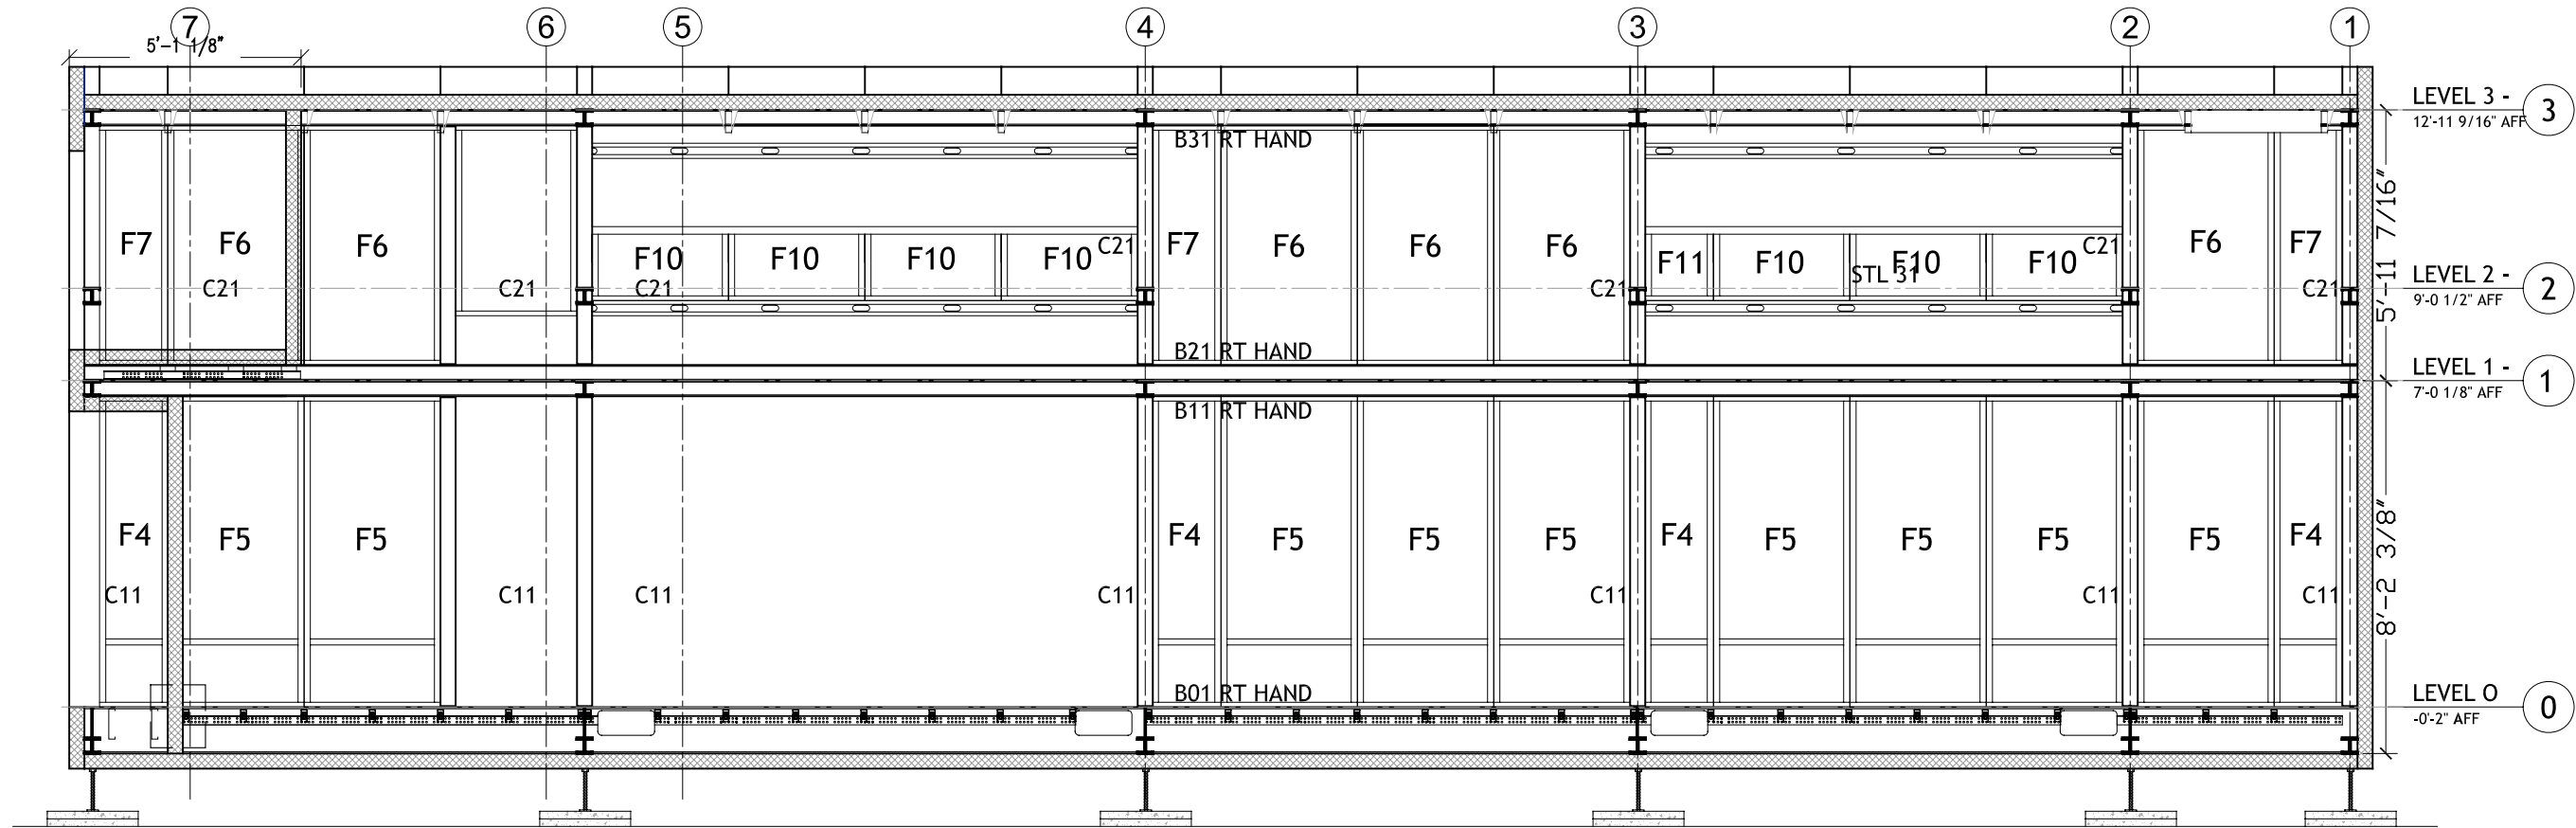 7 6 5 4 3 2 1
5'-1 1/8"
LEVEL 3 -
12'-11 9/16" AFF
3
B31 RT HAND
5'-11 7/16"
F7 F6 F6 F10 F10 F10 F10 C21 F7 F6 F6 F6 F11 F10 F10 F10 C21 F6 F7
STL 31
LEVEL 2 -
9'-0 1/2" AFF
2
C21 C21 C21 C21 C21
B21 RT HAND
LEVEL 1 -
7'-0 1/8" AFF
1
B11 RT HAND
8'-2 3/8"
F4 F5 F5 F4 F5 F5 F5 F4 F5 F5 F5 F5 F4
C11 C11 C11 C11 C11 C11 C11
B01 RT HAND
LEVEL O
-0'-2" AFF
0